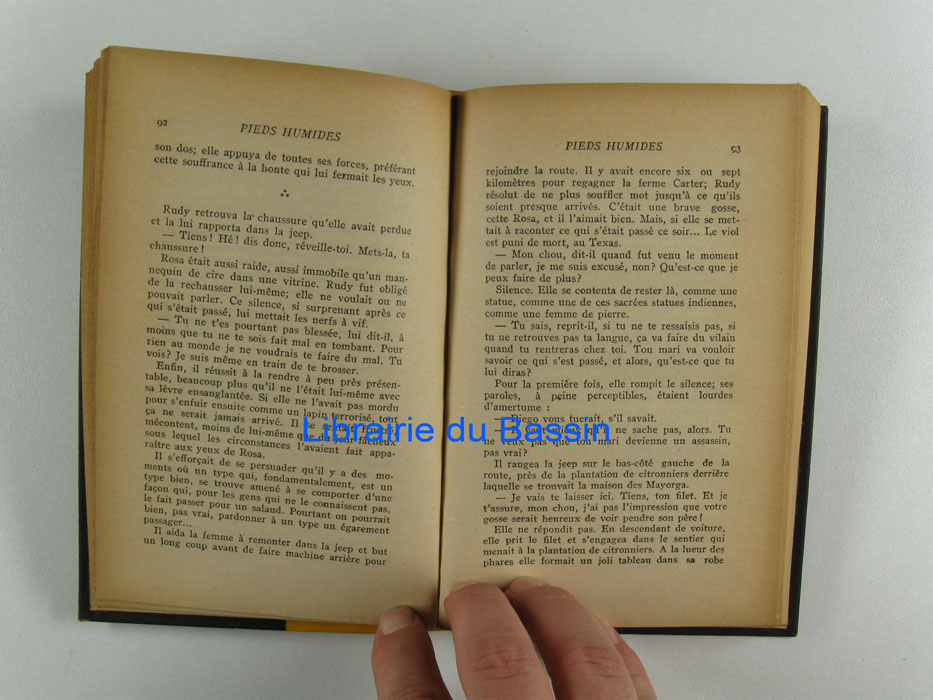 92
PIEDS HUMIDES
son dos; elle appuya de toutes ses forces, préférant
cette souffrance à la honte qui lui fermait les yeux.
Rudy retrouva la chaussure qu'elle avait perdue
et la lui rapporta dans la jeep.
— Tiens ! Hé ! dis donc, réveille-toi. Mets-la, ta
chaussure !
Rosa était aussi raide, aussi immobile qu'un man-
nequin de cire dans une vitrine. Rudy fut obligé
de la rechausser lui-même; elle ne voulait ou ne
pouvait parler. Ce silence, si surprenant après ce
qui s'était passé, lui mettait les nerfs à vif.
— Tu ne t'es pourtant pas blessée, lui dit-il, à
moins que tu ne te sois fait mal en tombant. Pour
rien au monde je ne voudrais te faire du mal. Tu
vois? Je suis même en train de te brosser.
Enfin, il réussit à la rendre à peu près présen-
table, beaucoup plus qu'il ne l'était lui-même avec
sa lèvre ensanglantée. Si elle ne l'avait pas mordu
pour s'enfuir ensuite comme un lapin terrorisé, tout
ça ne serait jamais arrivé. Il se
mécontent, moins de lui-même que du jour fâcheux
sous lequel les circonstances l'avaient fait appa-
raître aux yeux de Rosa.
Il s'efforçait de se persuader qu'il y a des mo-
ments où un type qui, fondamentalement, est un
type bien, se trouve amené à se comporter d'une
façon qui, pour les gens qui ne le connaissent pas,
le fait passer pour un salaud. Pourtant on pourrait
bien, pas vrai, pardonner à un type un égarement
passager...
Il aida la femme à remonter dans la jeep et but
un long coup avant de faire machine arrière pour
PIEDS HUMIDES
93
rejoindre la route. Il y avait encore six ou sept
kilomètres pour regagner la ferme Carter; Rudy
résolut de ne plus souffler mot jusqu'à ce qu'ils
soient presque arrivés. C'était une brave gosse,
cette Rosa, et il l'aimait bien. Mais, si elle se met-
tait à raconter ce qui s'était passé ce soir... Le viol
est puni de mort, au Texas.
— Mon chou, dit-il quand fut venu le moment
de parler, je me suis excusé, non? Qu'est-ce que je
peux faire de plus?
Silence. Elle se contenta de rester là, comme une
statue, comme une de ces sacrées statues indiennes,
comme une femme de pierre.
— Tu sais, reprit-il, si tu ne te ressaisis pas, si
tu ne retrouves pas ta langue, ça va faire du vilain
quand tu rentreras chez toi. Ton mari va vouloir
savoir ce qui s'est passé, et alors, qu'est-ce que tu
lui diras?
Pour la première fois, elle rompit le silence; ses
paroles, à peine perceptibles, étaient lourdes
d'amertume :
— Diego vous tuerait, s'il savait.
qu'il ne sache pas, alors. Tu
ne veux pas que ton mari devienne un assassin,
pas vrai?
Il rangea la jeep sur le bas-côté gauche de la
route, près de la plantation de citronniers derrière
laquelle se trouvait la maison des Mayorga.
— Je vais te laisser ici. Tiens, ton filet. Et je
t'assure, mon chou, j'ai pas l'impression que votre
gosse serait heureux de voir pendre son père !
Elle ne répondit pas. En descendant de voiture,
elle prit le filet et s'engagea dans le sentier qui
menait à la plantation de citronniers. A la lueur des
phares elle formait un joli tableau dans sa robe
Librairie du Bassin